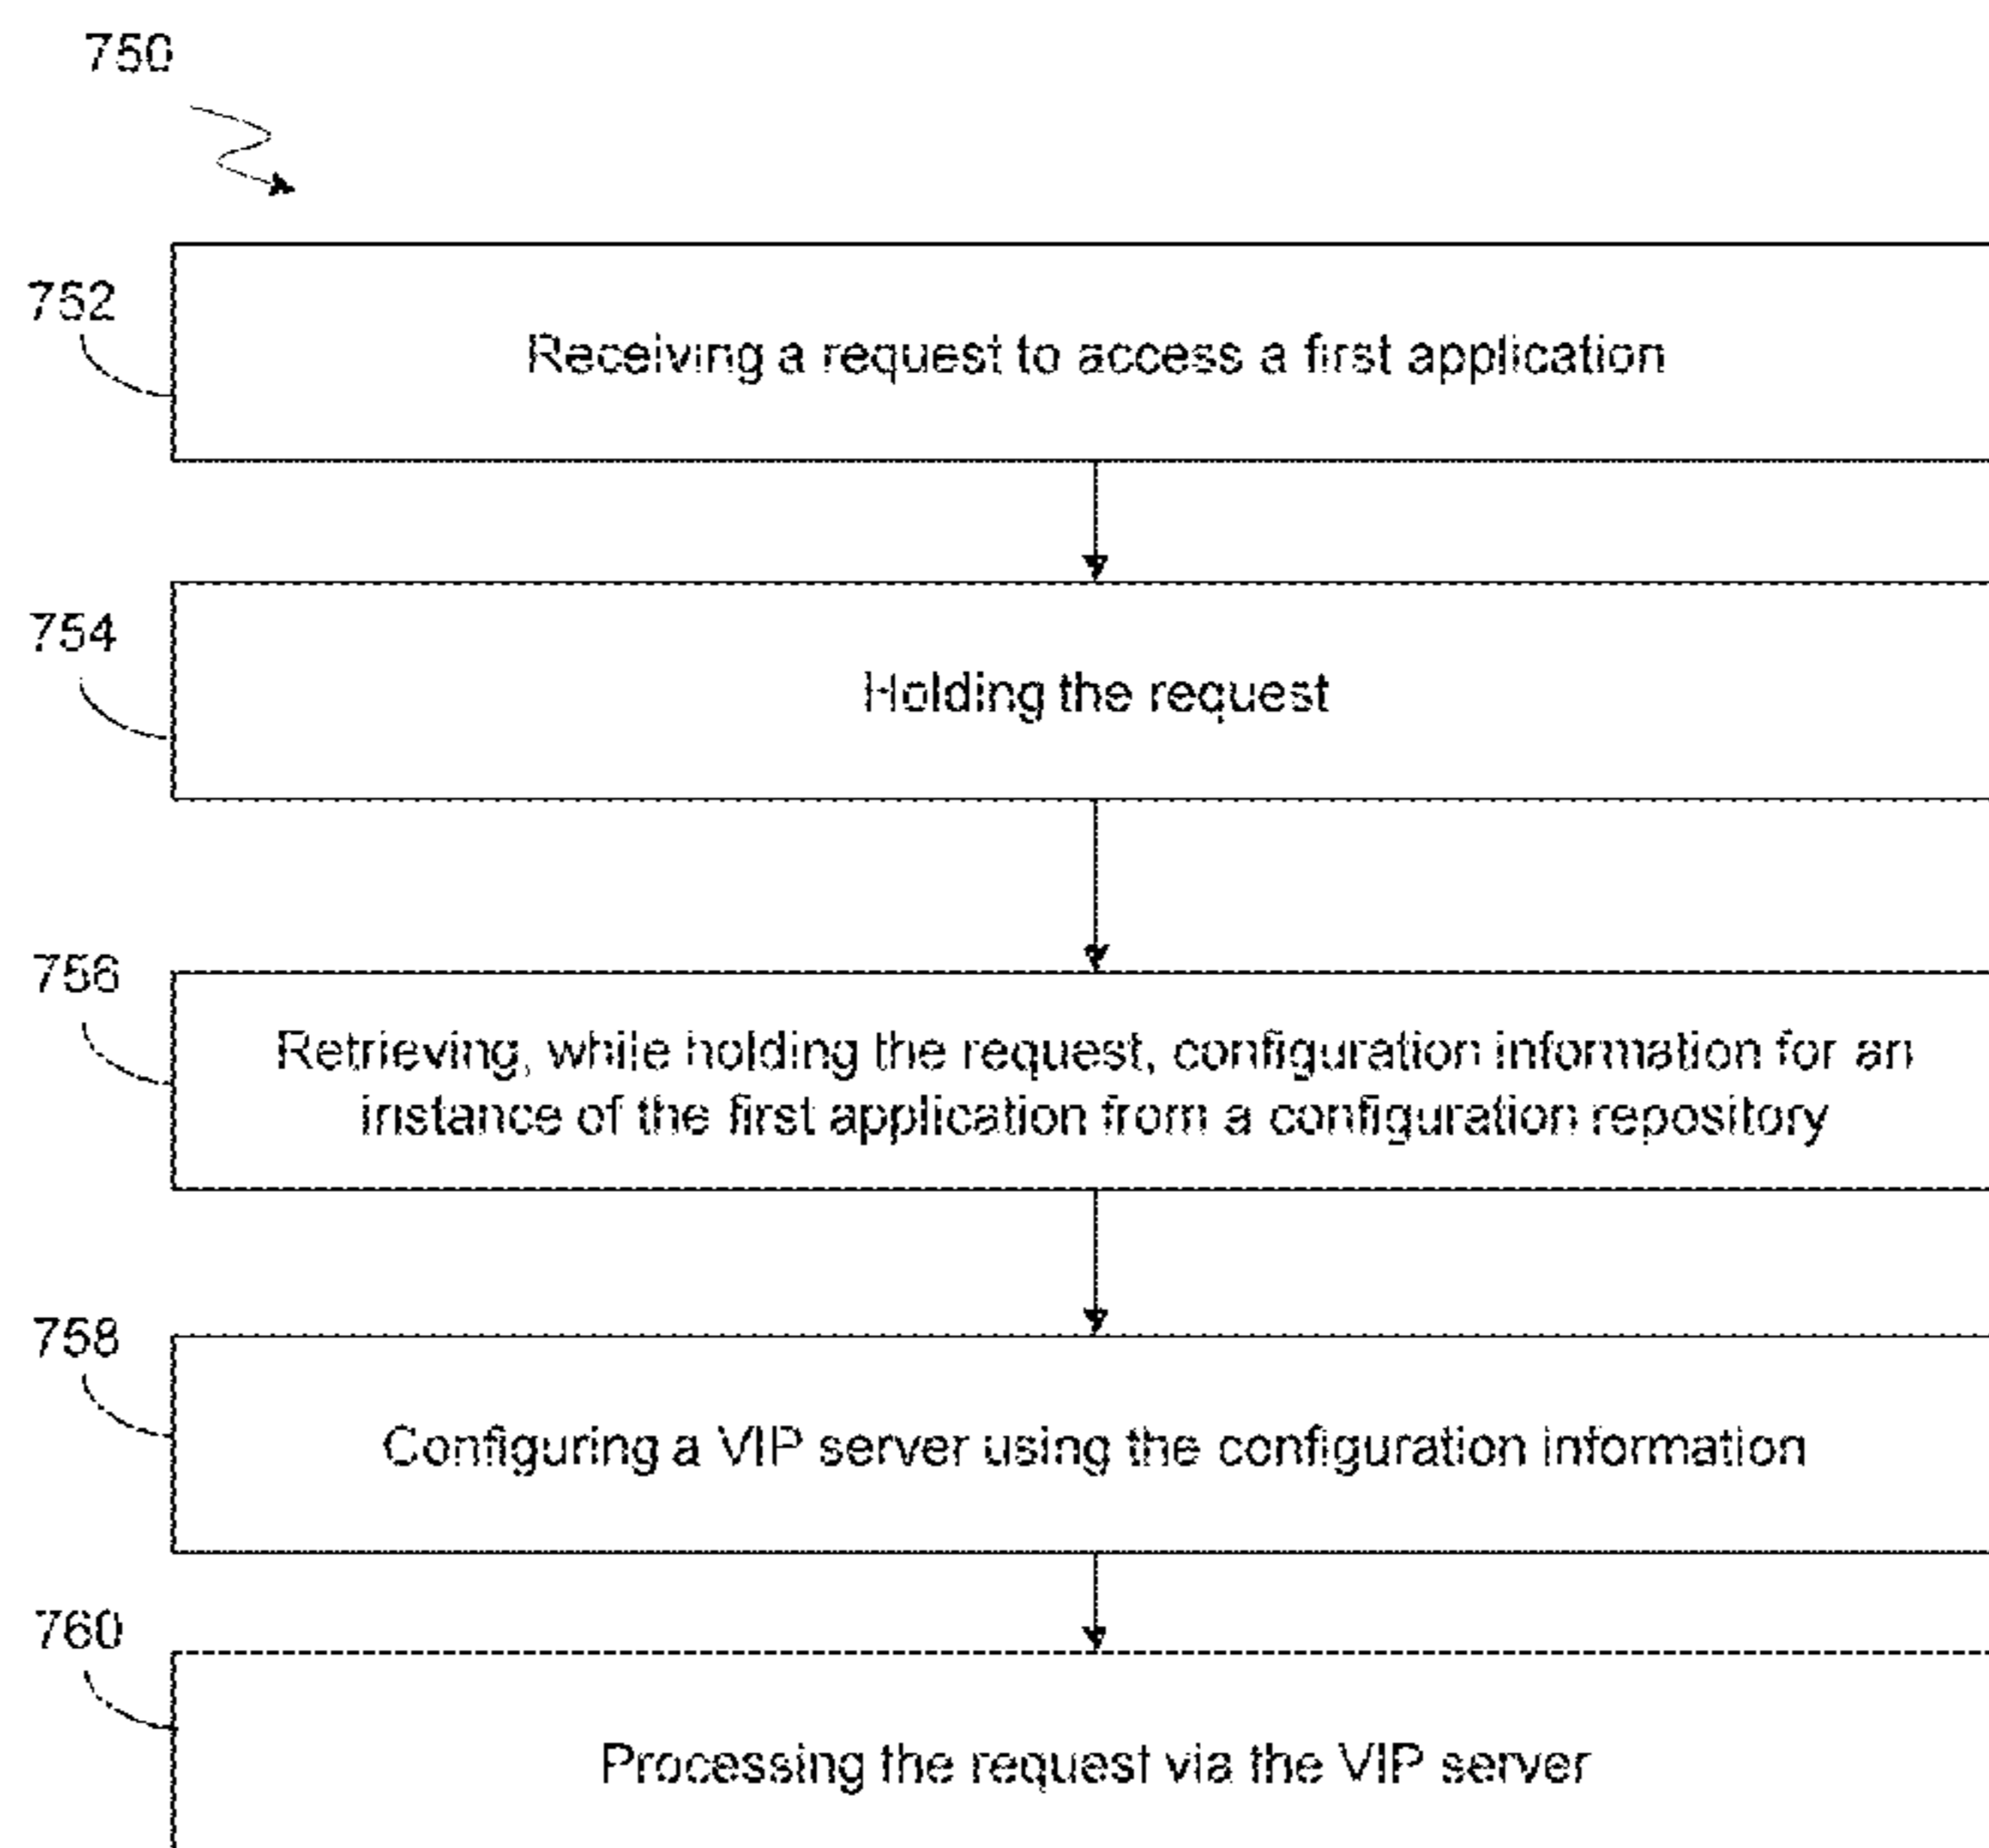 750
752
Receiving a request to access a first application
754
Holding the request
756
Retrieving, while holding the request, configuration information for an
instance of the first application from a configuration repository
758
Configuring a VIP server using the configuration information
760
Processing the request via the VIP server